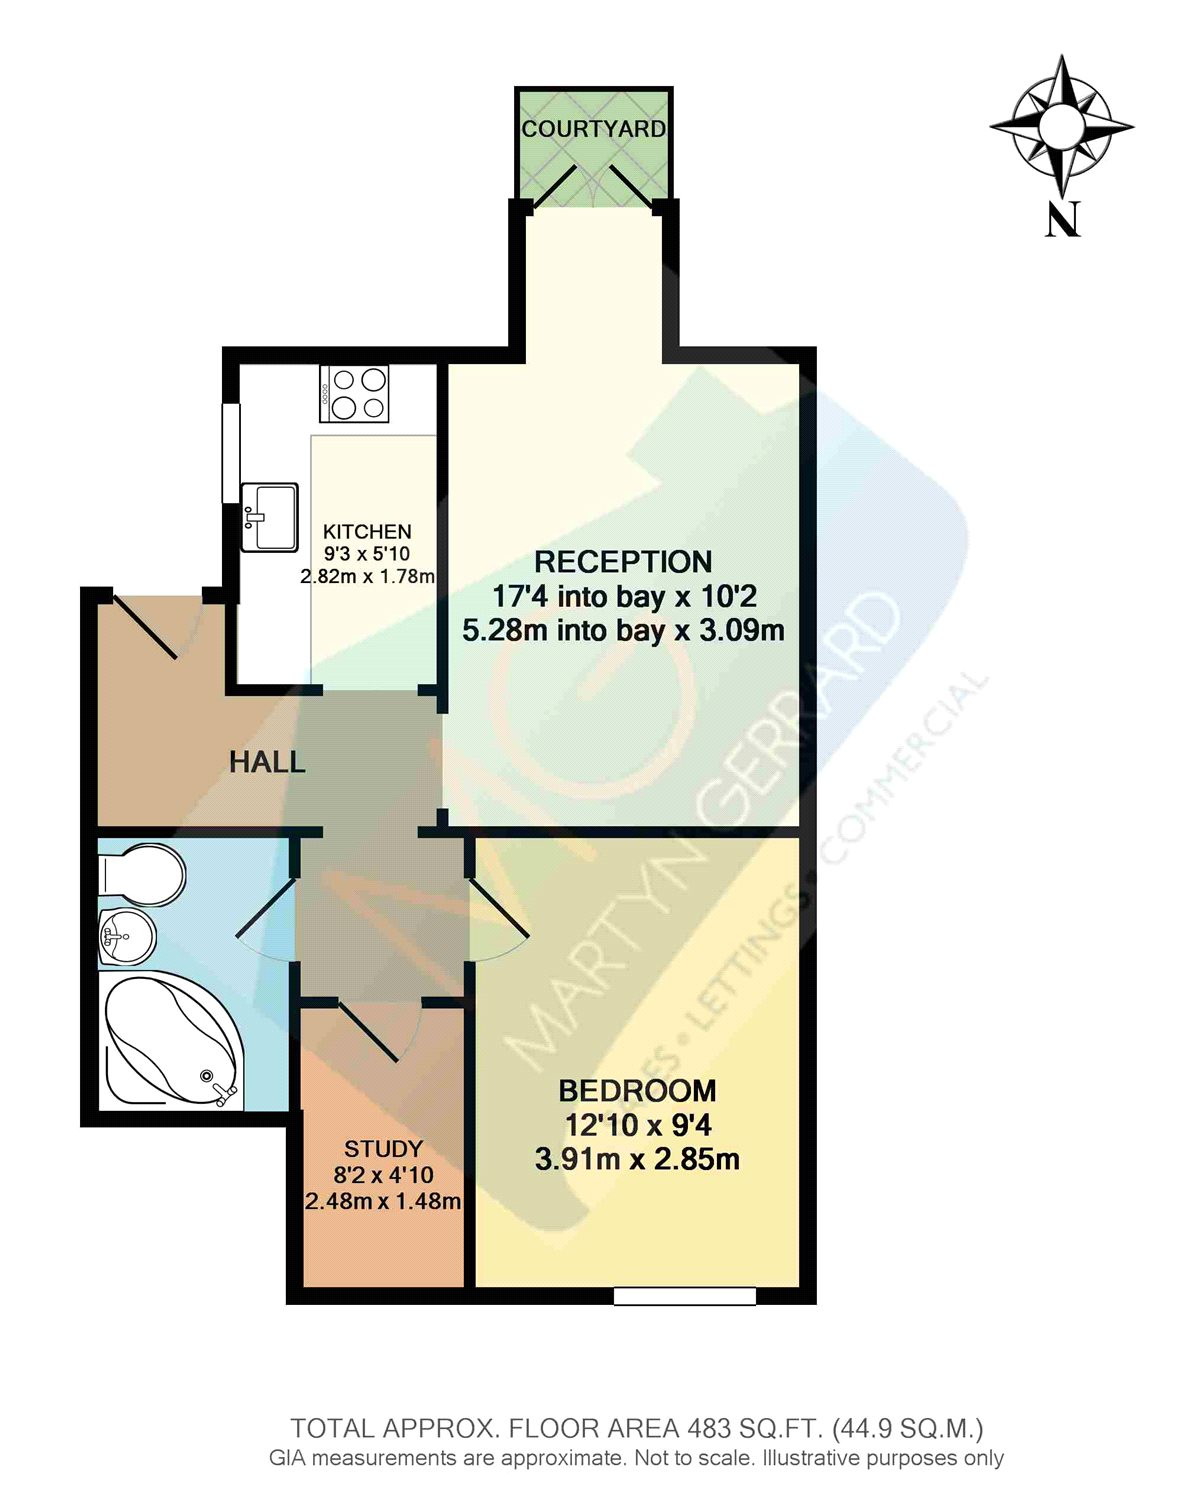 COURTYARD
N
KITCHEN
9'3 x 5'10
2.82m x 1.78m
RECEPTION
17'4 into bay x 10'2
5.28m into bay x 3.09m
HALL
MG
MARTYN GERRARD
SALES • LETTINGS • COMMERCIAL
BEDROOM
12'10 x 9'4
3.91m x 2.85m
STUDY
8'2 x 4'10
2.48m x 1.48m
TOTAL APPROX. FLOOR AREA 483 SQ.FT. (44.9 SQ.M.)
GIA measurements are approximate. Not to scale. Illustrative purposes only